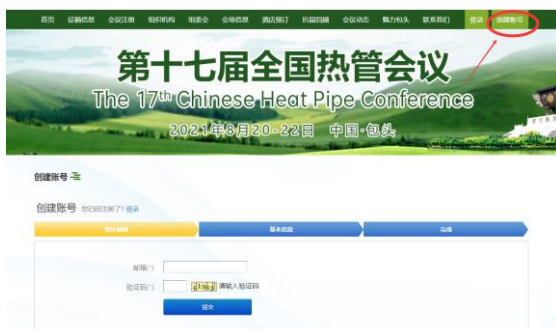 首页 征稿信息 会议注册 组织机构 组委会 会场信息 酒店预订 历届回顾 会议动态 魅力包头 联系我们 登录 创建账号
第十七届全国热管会议
The 17th Chinese Heat Pipe Conference
2021年8月20-22日 中国·包头
创建账号
创建账号 您已经注册了? 登录
验证邮箱 基本信息 完成
邮箱(*)
验证码(*) 请输入验证码
提交